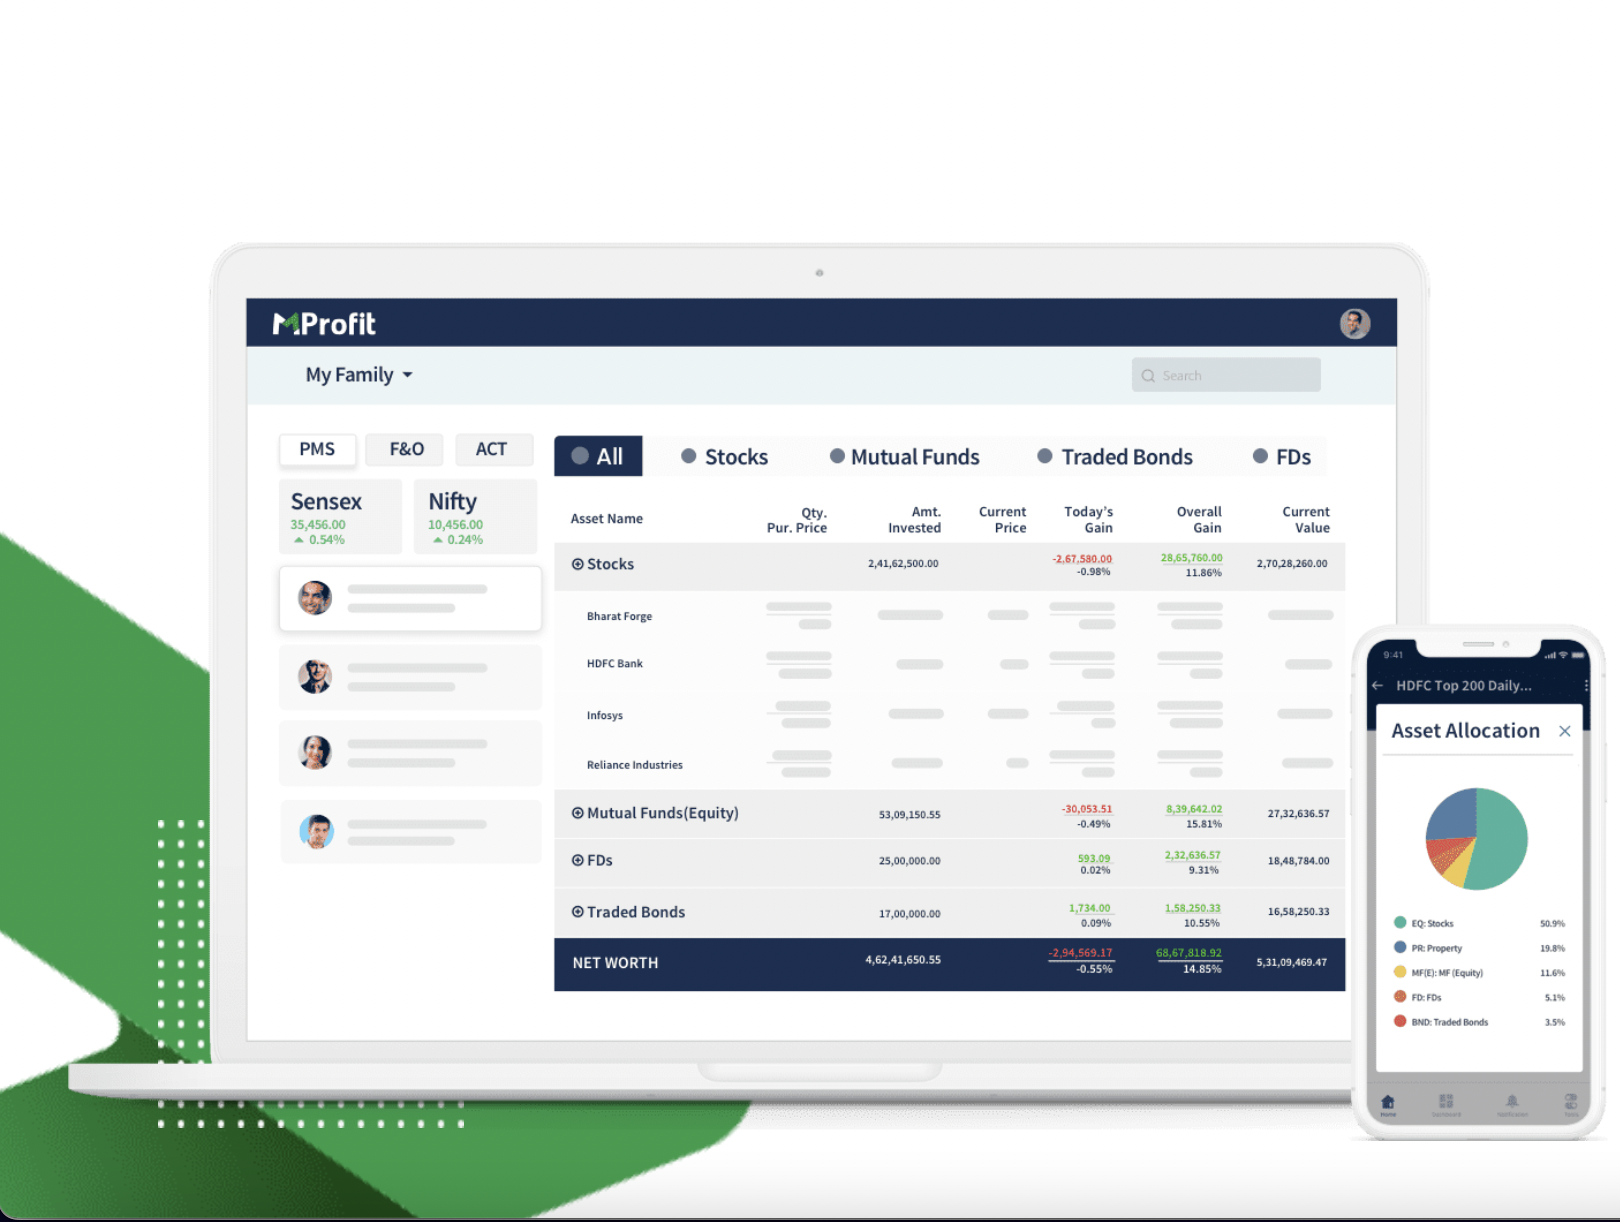 MProfit
My Family
Search
PMS F&O ACT
Sensex
35,456.00
0.54%
Nifty
10,456.00
0.24%
All Stocks Mutual Funds Traded Bonds FDs
Asset Name Qty. Pur. Price Amt. Invested Current Price Today's Gain Overall Gain Current Value
Stocks 2,41,62,500.00 -2,67,580.00 -0.98% 28,65,760.00 11.86% 2,70,28,260.00
Bharat Forge
HDFC Bank
Infosys
Reliance Industries
Mutual Funds(Equity) 53,09,150.55 -30,053.51 -0.49% 8,39,642.02 15.81% 27,32,636.57
FDs 25,00,000.00 593.09 0.02% 2,32,636.57 9.31% 18,48,784.00
Traded Bonds 17,00,000.00 1,734.00 0.09% 1,58,250.33 10.55% 16,58,250.33
NET WORTH 4,62,41,650.55 -2,94,569.17 -0.55% 68,67,818.92 14.85% 5,31,09,469.47
9:41
HDFC Top 200 Daily...
Asset Allocation
EQ: Stocks 50.9%
PR: Property 19.8%
MF(E): MF (Equity) 11.6%
FD: FDs 5.1%
BND: Traded Bonds 3.5%
Home Dashboard Notification